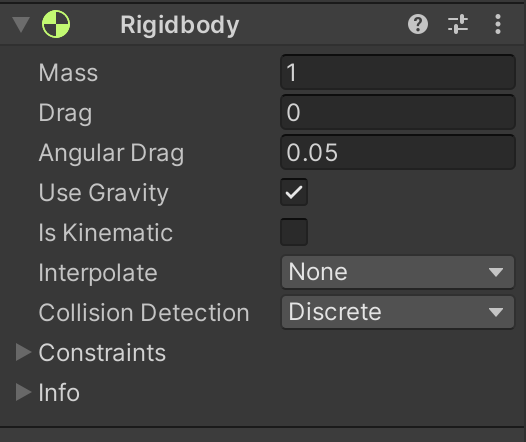 Rigidbody
Mass 1
Drag 0
Angular Drag 0.05
Use Gravity
Is Kinematic
Interpolate None
Collision Detection Discrete
Constraints
Info